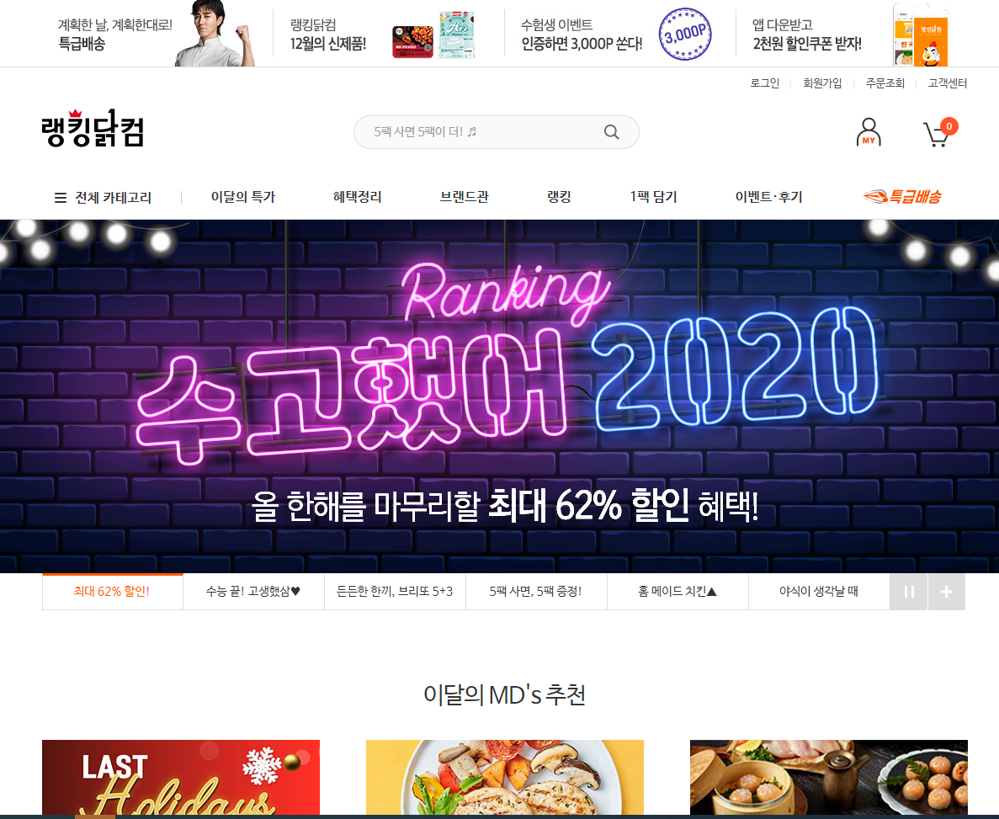 계획한 날, 계획한대로!
특급배송
랭킹닭컴
12월의 신제품!
수험생 이벤트
인증하면 3,000P 쏜다!
3,000P
앱 다운받고
2천원 할인쿠폰 받자!
랭킹닭컴
로그인
회원가입
주문조회
고객센터
랭킹닭컴
5팩 사면 5팩이 더! ♬
MY
0
전체 카테고리
이달의 특가
혜택정리
브랜드관
랭킹
1팩 담기
이벤트·후기
특급배송
Ranking
수고했어 2020
올 한해를 마무리할 최대 62% 할인 혜택!
최대 62% 할인!
수능 끝! 고생했삼♥
든든한 한끼, 브리또 5+3
5팩 사면, 5팩 증정!
홈 메이드 치킨▲
야식이 생각날 때
이달의 MD's 추천
LAST
Holidays